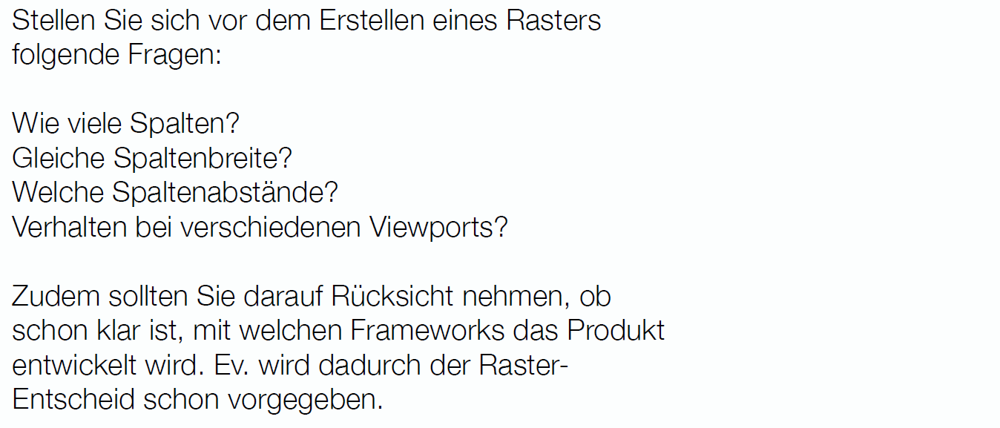 Stellen Sie sich vor dem Erstellen eines Rasters
folgende Fragen:
Wie viele Spalten?
Gleiche Spaltenbreite?
Welche Spaltenabstände?
Verhalten bei verschiedenen Viewports?
Zudem sollten Sie darauf Rücksicht nehmen, ob
schon klar ist, mit welchen Frameworks das Produkt
entwickelt wird. Ev. wird dadurch der Raster-
Entscheid schon vorgegeben.